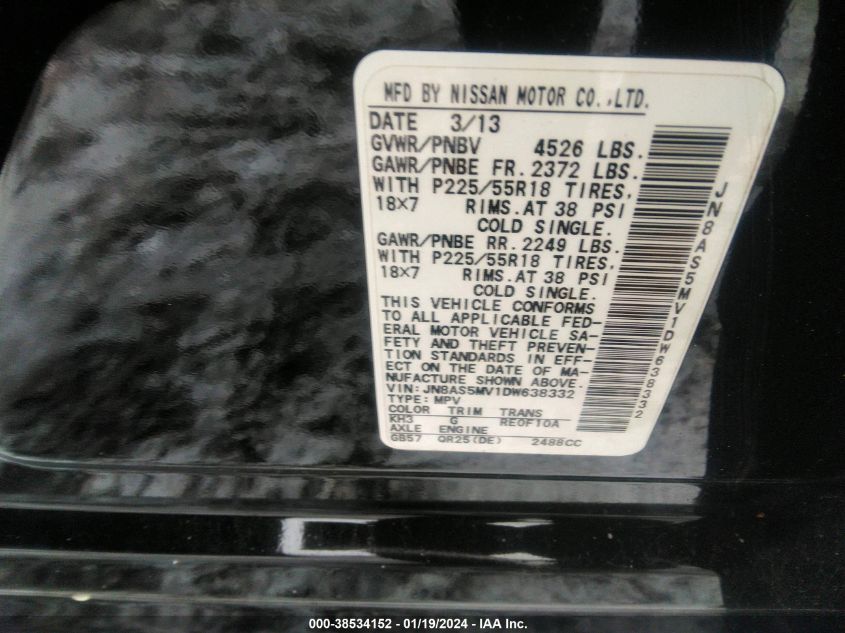 MFD BY NISSAN MOTOR CO.,LTD.
DATE 3/13
GVWR/PNBV 4526 LBS.
GAWR/PNBE FR. 2372 LBS.
WITH P225/55R18 TIRES,
18×7 RIMS.AT 38 PSI
COLD SINGLE.
GAWR/PNBE RR. 2249 LBS.
WITH P225/55R18 TIRES,
18×7 RIMS.AT 38 PSI
COLD SINGLE.
THIS VEHICLE CONFORMS
TO ALL APPLICABLE FED-
ERAL MOTOR VEHICLE SA-
FETY AND THEFT PREVEN-
TION STANDARDS IN EFF-
ECT ON THE DATE OF MA-
NUFACTURE SHOWN ABOVE.
VIN: JN8AS5MV1DW638332
TYPE: MPV
COLOR TRIM TRANS
KH3 G RE0F10A
AXLE ENGINE
GB57 QR25(DE) 2488CC
JN8AS5MV1DW638332
000-38534152 - 01/19/2024 - IAA Inc.